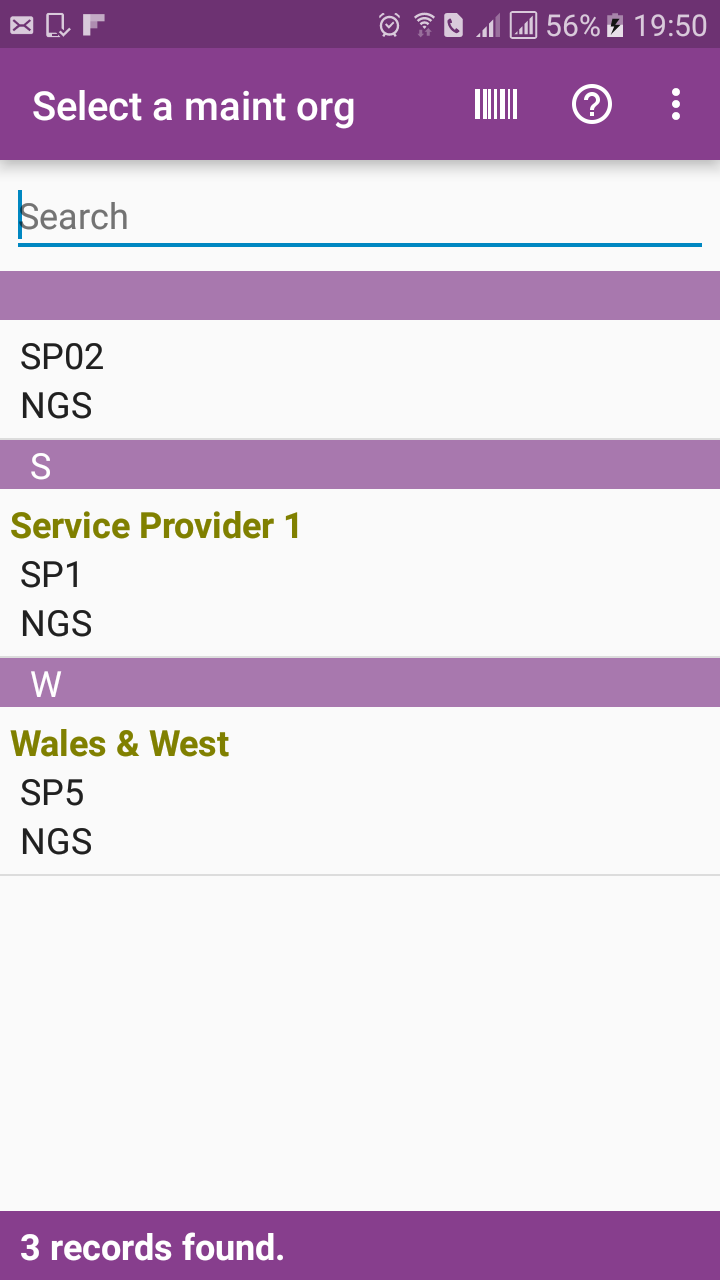 56% 19:50
Select a maint org
Search
SP02
NGS
S
Service Provider 1
SP1
NGS
W
Wales & West
SP5
NGS
3 records found.